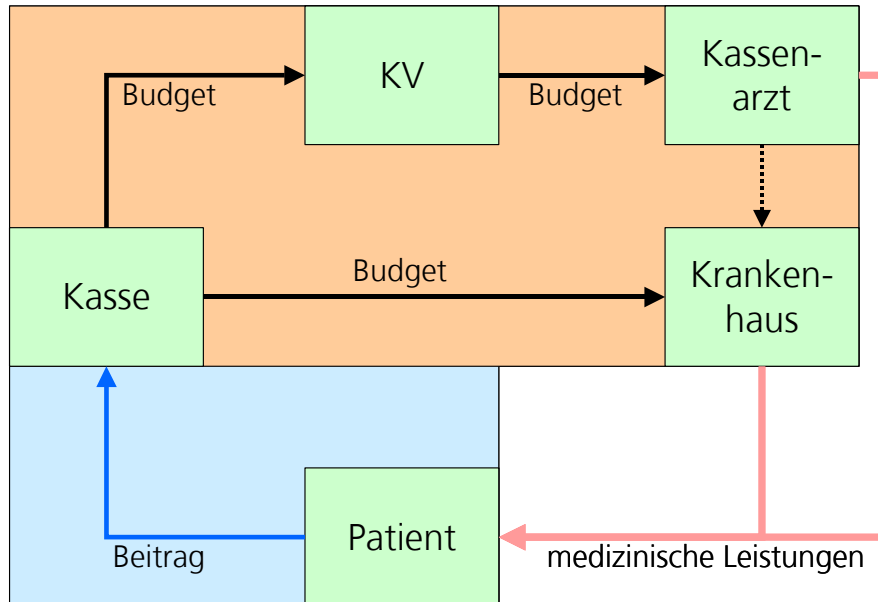 KV
Kassen-
arzt
Budget
Budget
Kasse
Budget
Kranken-
haus
Patient
Beitrag
medizinische Leistungen